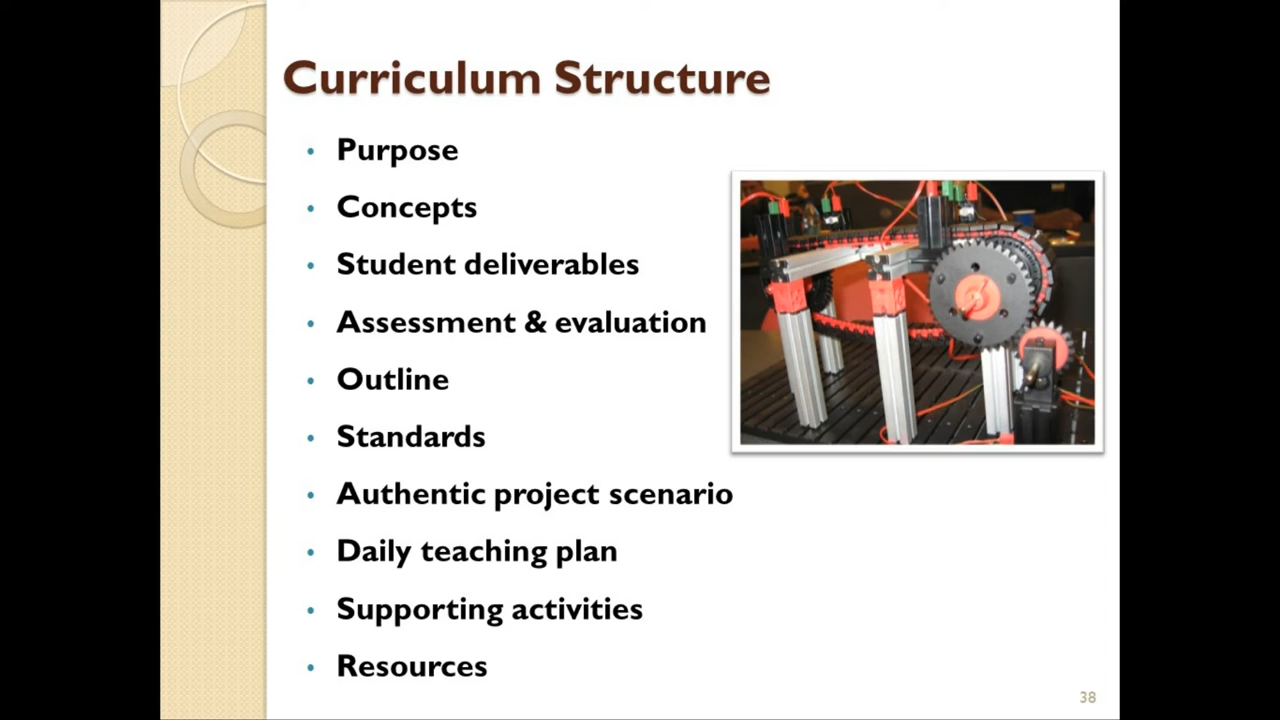 Curriculum Structure
• Purpose
• Concepts
• Student deliverables
• Assessment & evaluation
• Outline
• Standards
• Authentic project scenario
• Daily teaching plan
• Supporting activities
• Resources
38